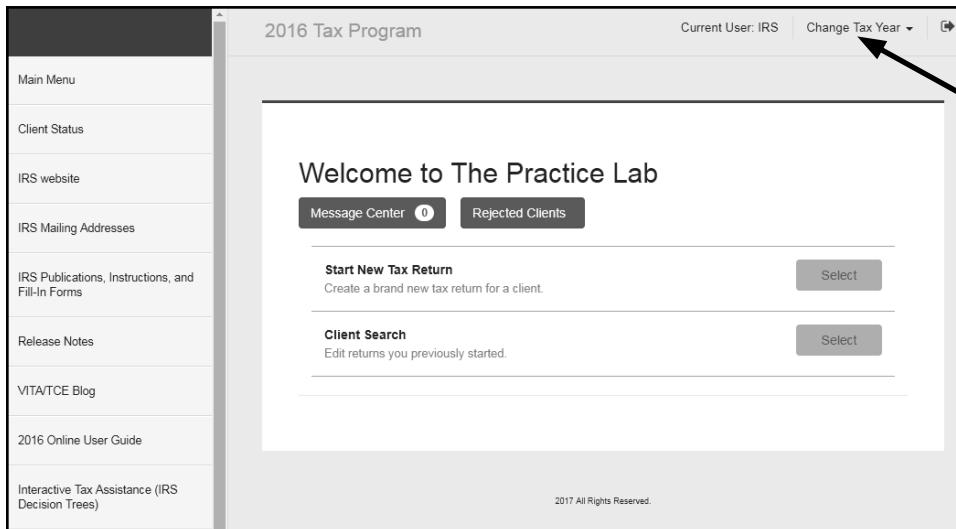 2016 Tax Program
Current User: IRS
Change Tax Year
Main Menu
Client Status
IRS website
IRS Mailing Addresses
IRS Publications, Instructions, and
Fill-In Forms
Release Notes
VITA/TCE Blog
2016 Online User Guide
Interactive Tax Assistance (IRS
Decision Trees)
Welcome to The Practice Lab
Message Center 0
Rejected Clients
Start New Tax Return
Create a brand new tax return for a client.
Select
Client Search
Edit returns you previously started.
Select
2017 All Rights Reserved.